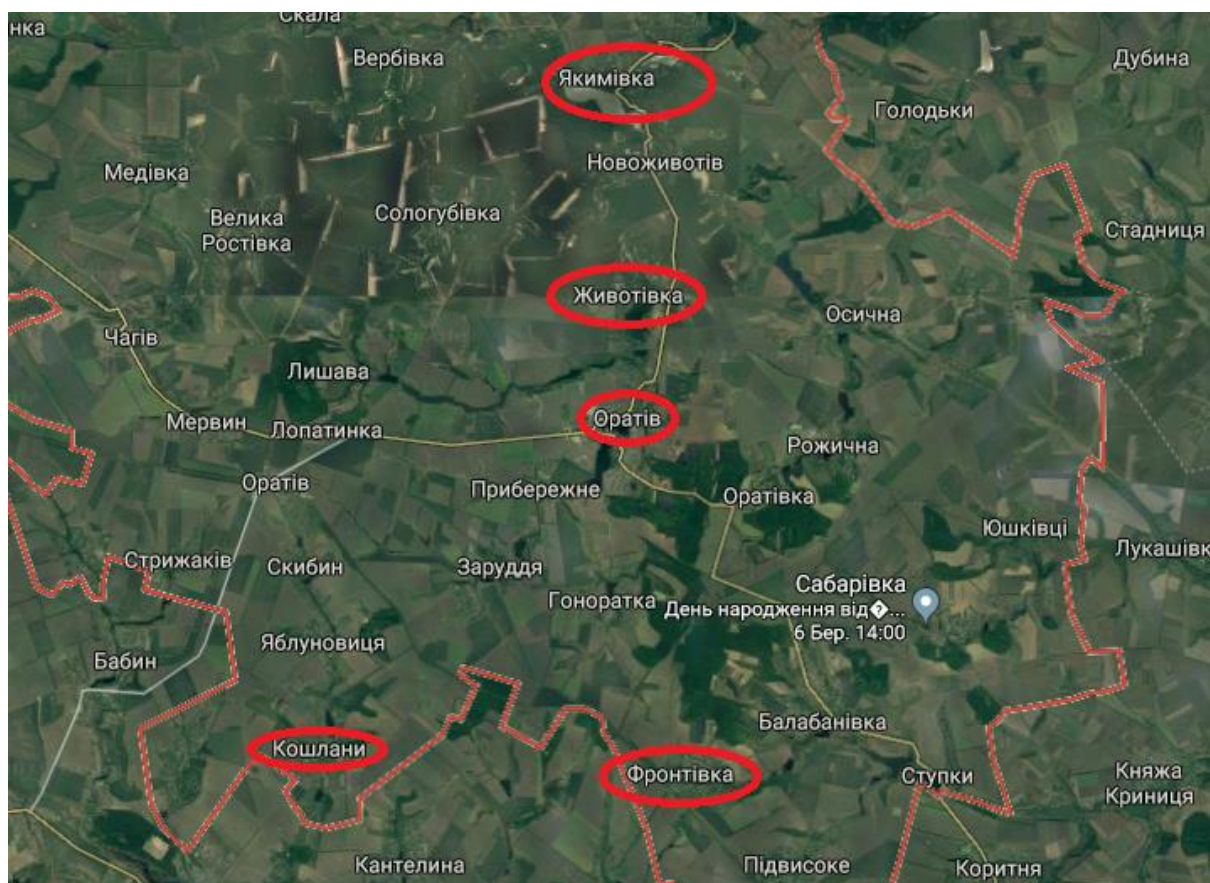 Скала
нка
Вербівка
Якимівка
Дубина
Голодьки
Новоживотів
Медівка
Велика
Ростівка
Сологубівка
Стадниця
Животівка
Осична
Чагів
Лишава
Мервин
Лопатинка
Оратів
Рожична
Оратів
Прибережне
Оратівка
Юшківці
Лукашівк
Стрижаків
Скибин
Заруддя
Сабарівка
День народження від�...
6 Бер. 14:00
Гоноратка
Яблуновиця
Бабин
Балабанівка
Кошлани
Фронтівка
Ступки
Княжа
Криниця
Кантелина
Підвисоке
Коритня